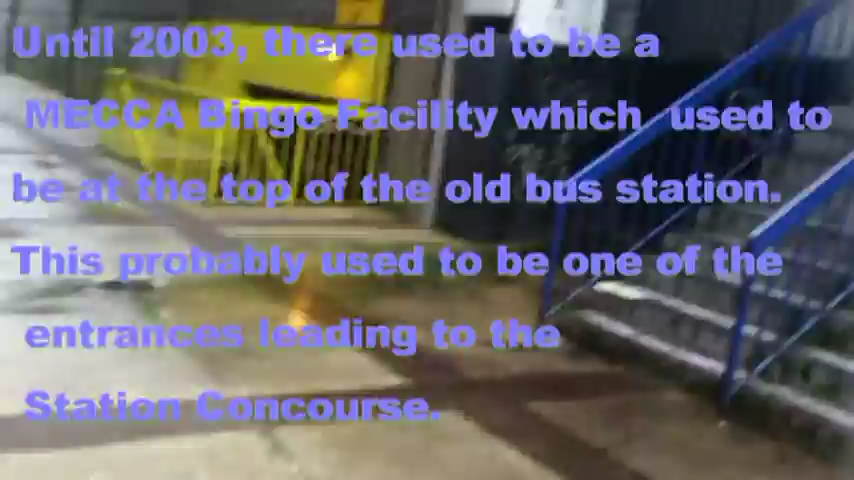 Until 2003, there used to be a
MECCA Bingo Facility which used to
be at the top of the old bus station.
This probably used to be one of the
entrances leading to the
Station Concourse.